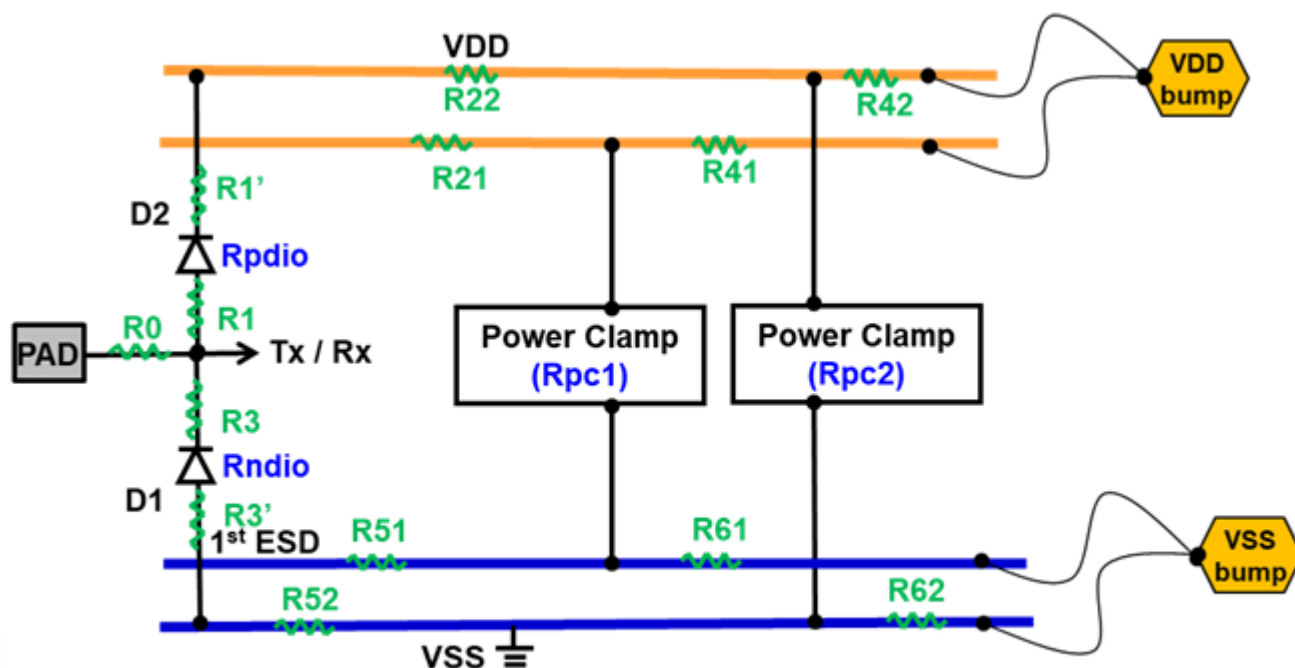 VDD
R22
R42
VDD
bump
R21
R41
R1’
D2
Rpdio
R1
R0
PAD
Tx / Rx
Power Clamp
(Rpc1)
Power Clamp
(Rpc2)
R3
Rndio
D1
R3’
1st ESD
R51
R61
VSS
bump
R52
R62
VSS